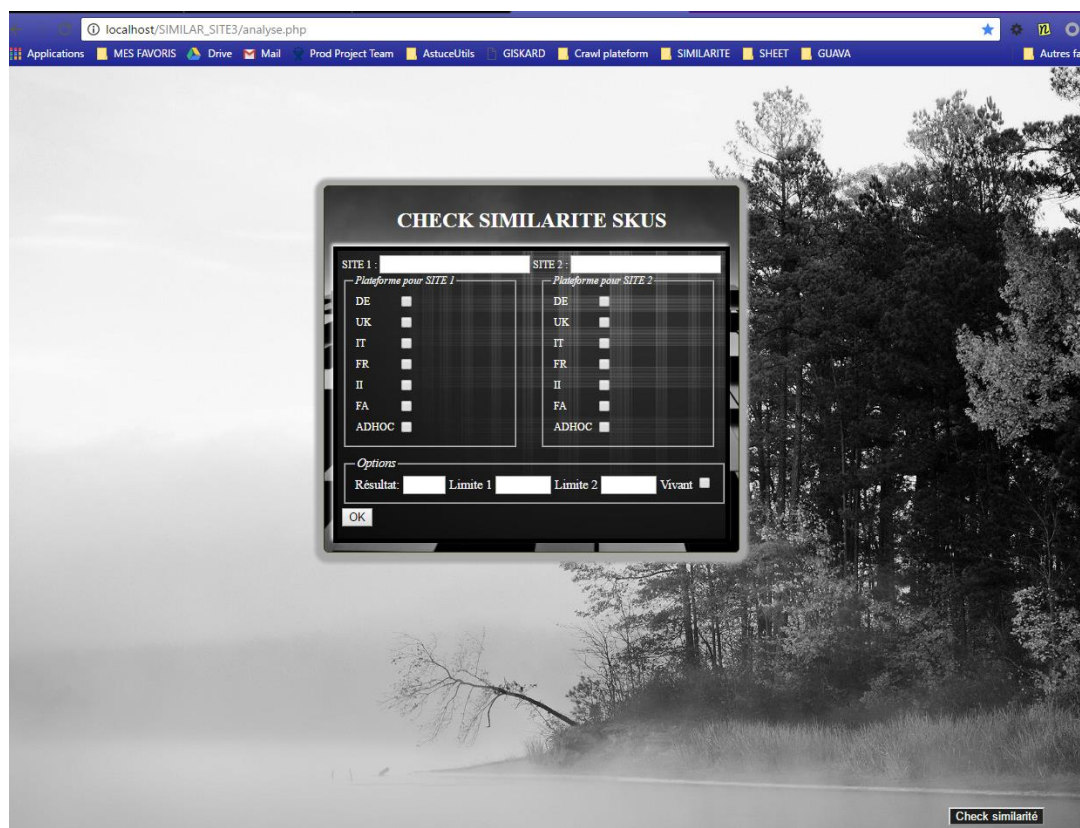 localhost/SIMILAR_SITE3/analyse.php
Applications MES FAVORIS Drive Mail Prod Project Team AstuceUtils GISKARD Crawl plateform SIMILARITE SHEET GUAVA Autres fa
CHECK SIMILARITE SKUS
SITE 1 : SITE 2 :
Plateforme pour SITE 1 Plateforme pour SITE 2
DE DE
UK UK
IT IT
FR FR
II II
FA FA
ADHOC ADHOC
Options
Résultat: Limite 1 Limite 2 Vivant
OK
Check similarité